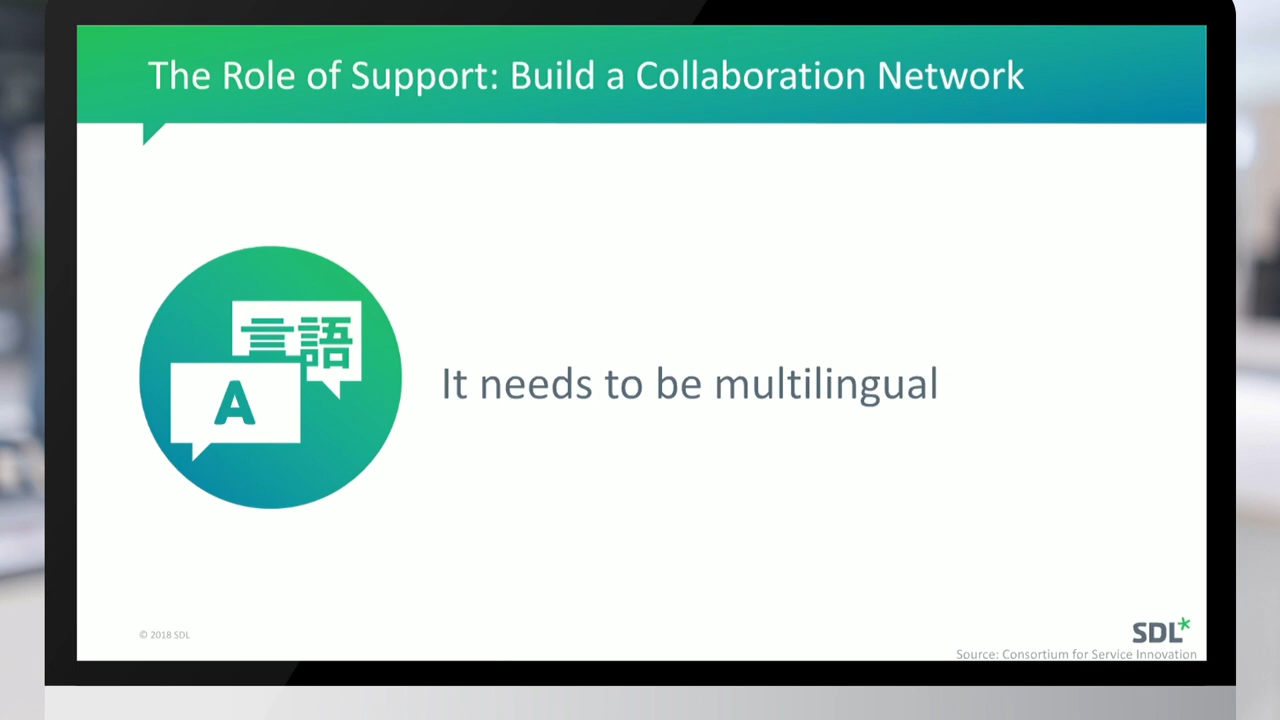 The Role of Support: Build a Collaboration Network
言語
A
It needs to be multilingual
© 2018 SDL
SDL*
Source: Consortium for Service Innovation